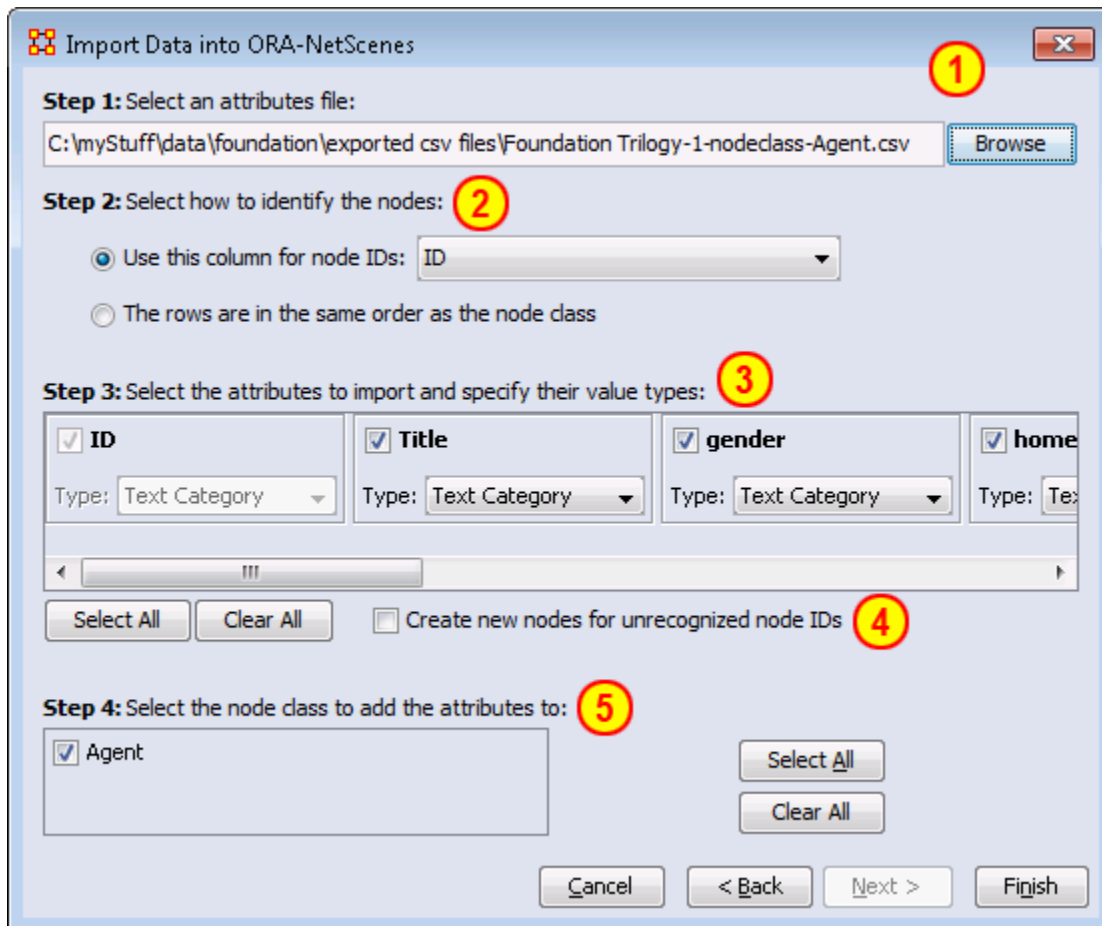 Import Data into ORA-NetScenes
1
Step 1: Select an attributes file:
C:\myStuff\data\foundation\exported csv files\Foundation Trilogy-1-nodeclass-Agent.csv Browse
Step 2: Select how to identify the nodes: 2
Use this column for node IDs: ID
The rows are in the same order as the node class
Step 3: Select the attributes to import and specify their value types: 3
ID Title gender home
Type: Text Category Type: Text Category Type: Text Category Type: Tex
Select All Clear All Create new nodes for unrecognized node IDs 4
Step 4: Select the node class to add the attributes to: 5
Agent
Select All
Clear All
Cancel < Back Next > Finish